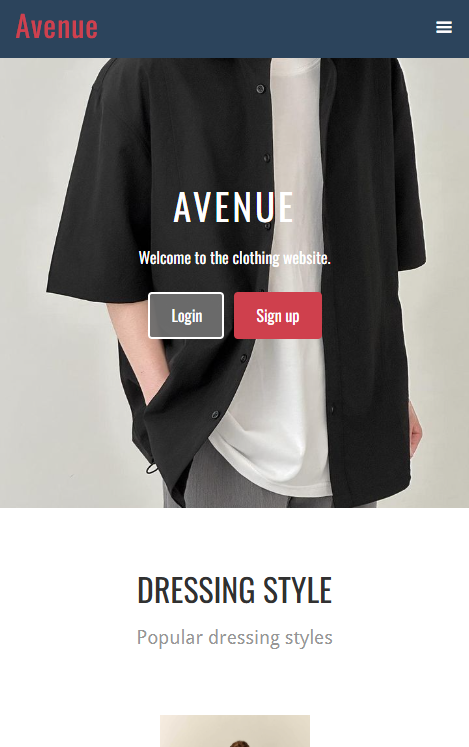 Avenue
AVENUE
Welcome to the clothing website.
Login
Sign up
DRESSING STYLE
Popular dressing styles